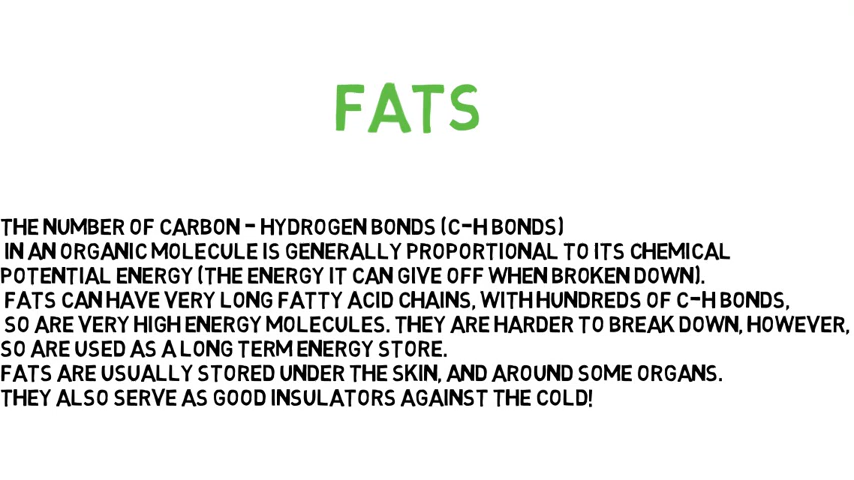 FATS
THE NUMBER OF CARBON - HYDROGEN BONDS (C-H BONDS)
IN AN ORGANIC MOLECULE IS GENERALLY PROPORTIONAL TO ITS CHEMICAL
POTENTIAL ENERGY (THE ENERGY IT CAN GIVE OFF WHEN BROKEN DOWN).
FATS CAN HAVE VERY LONG FATTY ACID CHAINS, WITH HUNDREDS OF C-H BONDS,
SO ARE VERY HIGH ENERGY MOLECULES. THEY ARE HARDER TO BREAK DOWN, HOWEVER,
SO ARE USED AS A LONG TERM ENERGY STORE.
FATS ARE USUALLY STORED UNDER THE SKIN, AND AROUND SOME ORGANS.
THEY ALSO SERVE AS GOOD INSULATORS AGAINST THE COLD!